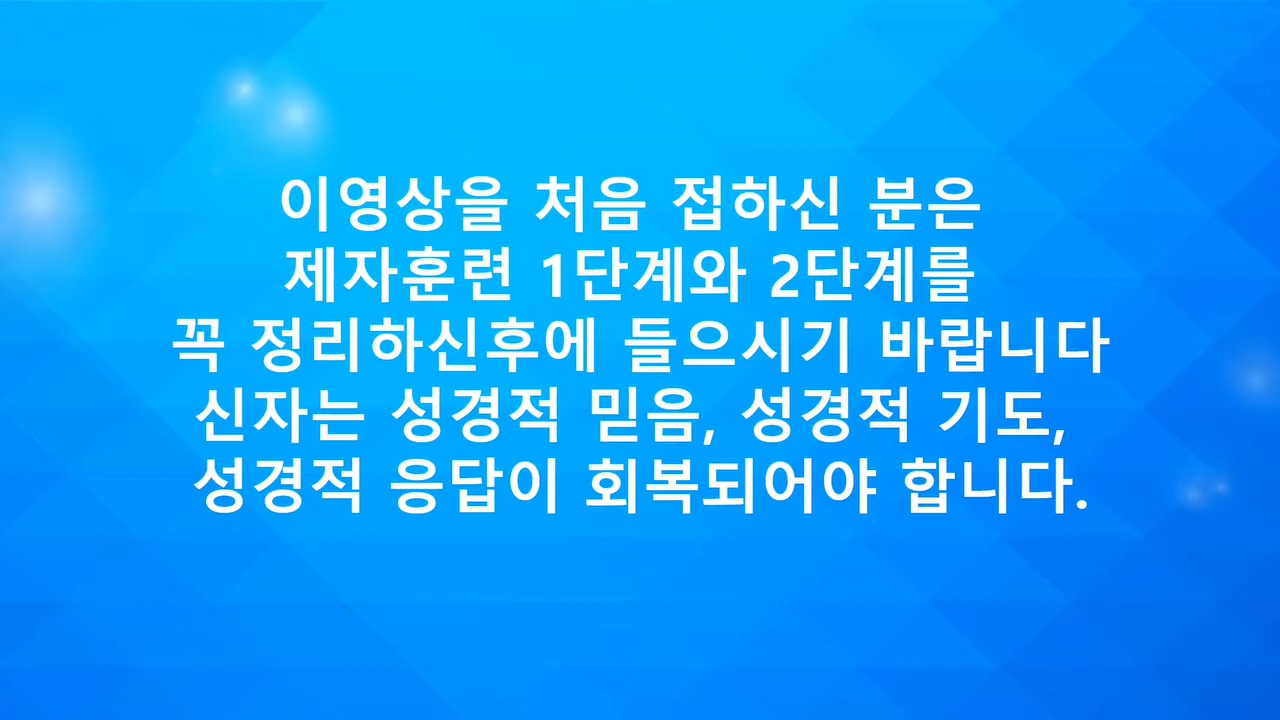 이영상을 처음 접하신 분은
제자훈련 1단계와 2단계를
꼭 정리하신후에 들으시기 바랍니다
신자는 성경적 믿음, 성경적 기도,
성경적 응답이 회복되어야 합니다.